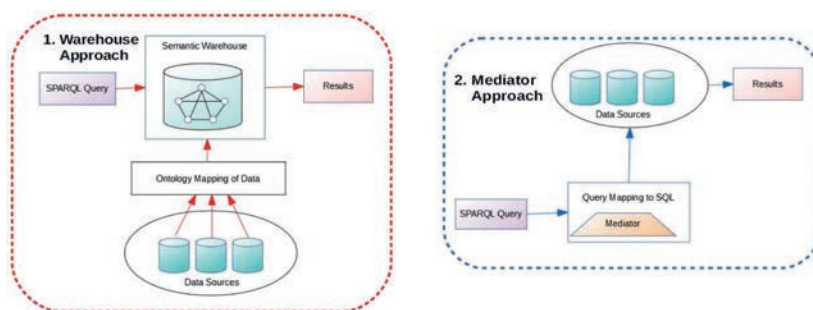 1. Warehouse
Approach
Semantic Warehouse
SPARQL Query
Results
Ontology Mapping of Data
Data Sources
2. Mediator
Approach
Data Sources
Results
SPARQL Query
Query Mapping to SQL
Mediator